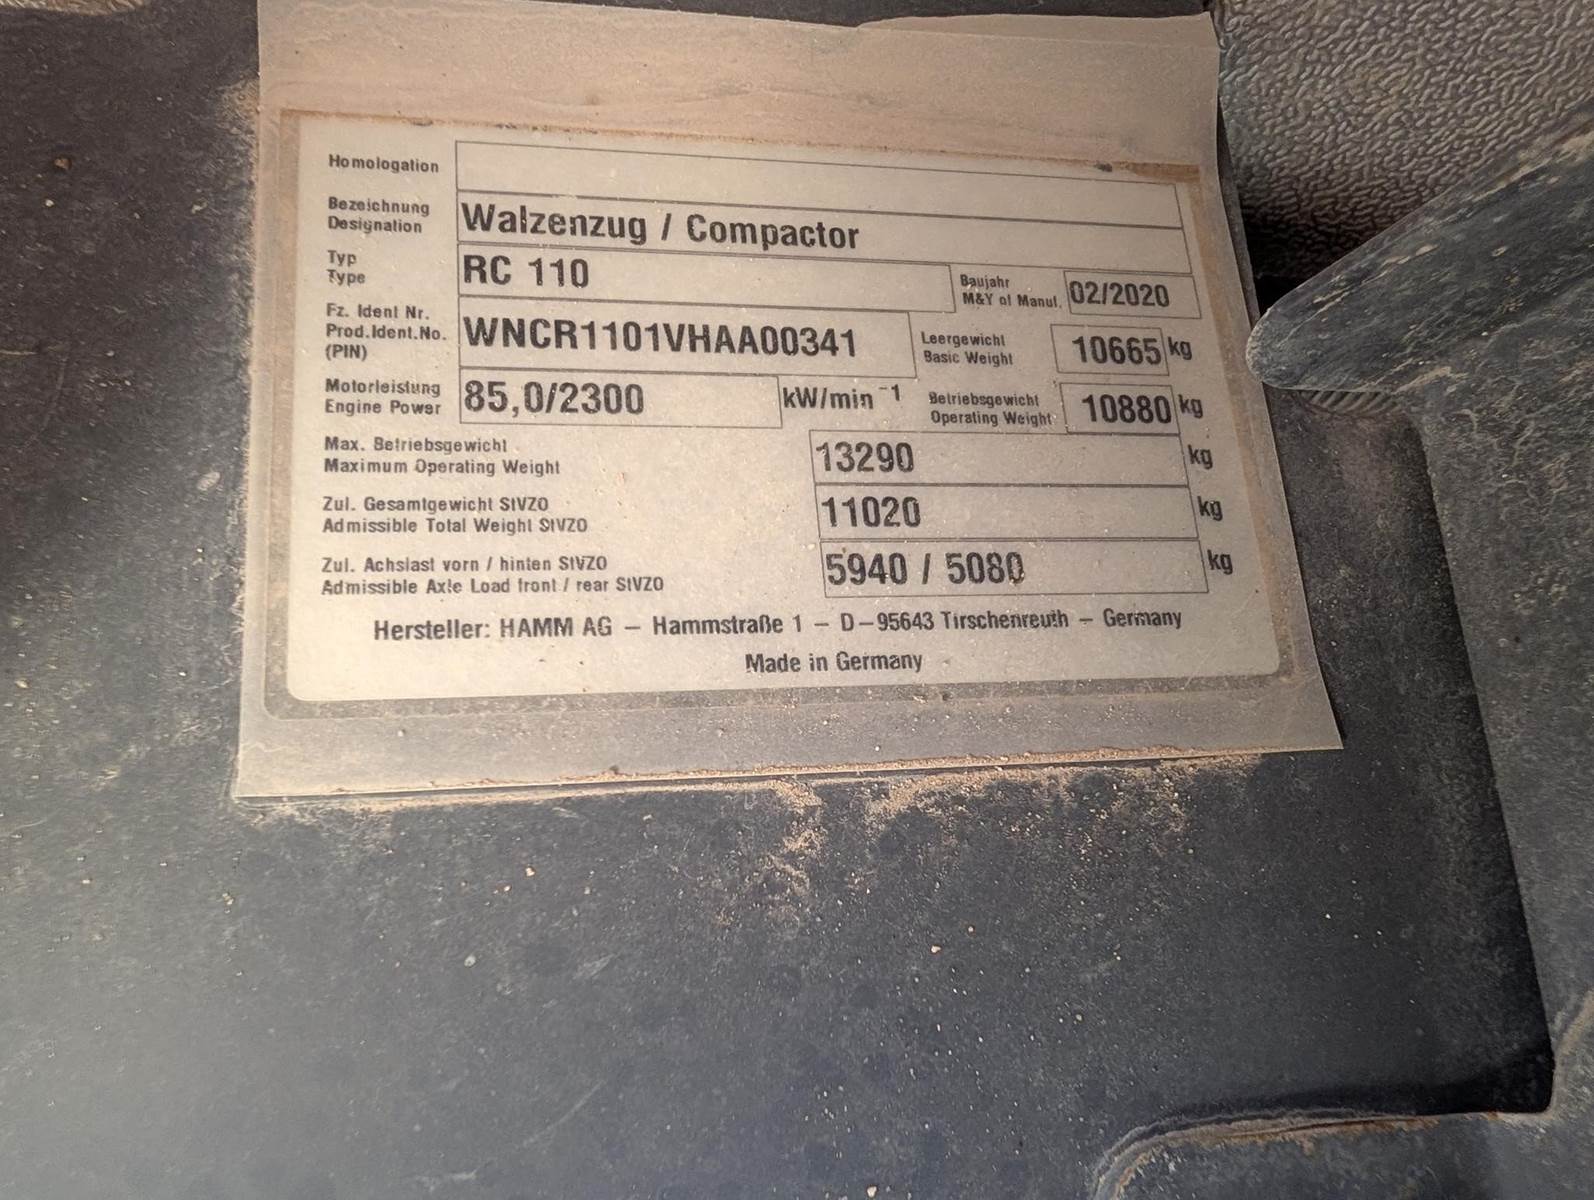 Homologation
Bezeichnung
Designation
Walzenzug / Compactor
Typ
Type
RC 110
Baujahr
M&Y of Manuf.
02/2020
Fz. Ident Nr.
Prod.Ident.No.
(PIN)
WNCR1101VHAA00341
Leergewicht
Basic Weight
10665 kg
Motorleistung
Engine Power
85,0/2300 kW/min⁻¹
Betriebsgewicht
Operating Weight
10880 kg
Max. Betriebsgewicht
Maximum Operating Weight
13290 kg
Zul. Gesamtgewicht StVZO
Admissible Total Weight StVZO
11020 kg
Zul. Achslast vorn / hinten StVZO
Admissible Axle Load front / rear StVZO
5940 / 5080 kg
Hersteller: HAMM AG – Hammstraße 1 – D–95643 Tirschenreuth – Germany
Made in Germany